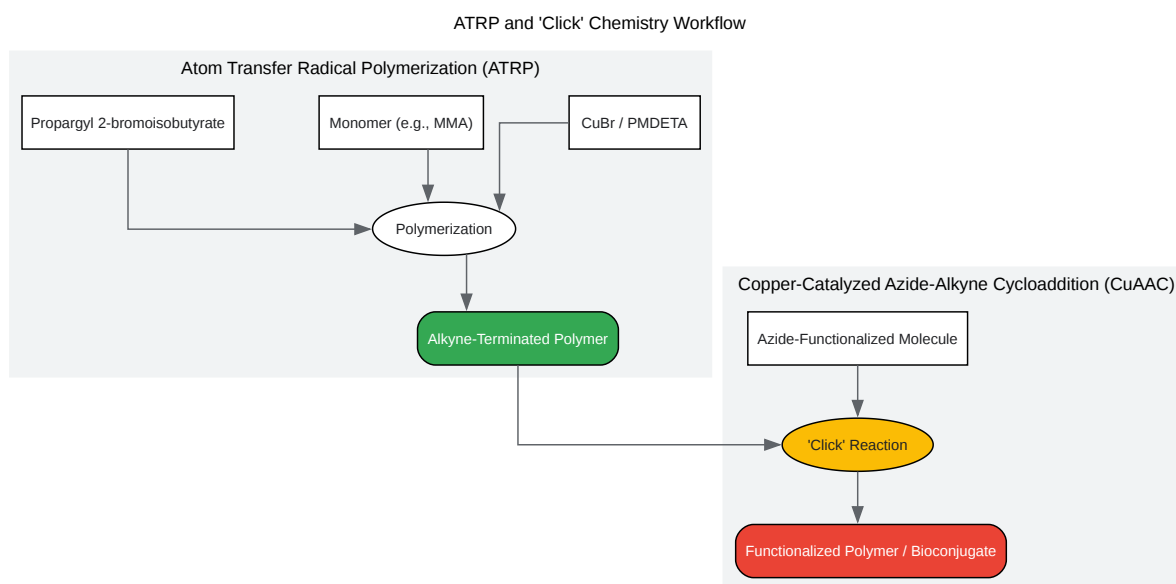 ATRP and 'Click' Chemistry Workflow
Atom Transfer Radical Polymerization (ATRP)
Propargyl 2-bromoisobutyrate
Monomer (e.g., MMA)
CuBr / PMDETA
Polymerization
Alkyne-Terminated Polymer
Copper-Catalyzed Azide-Alkyne Cycloaddition (CuAAC)
Azide-Functionalized Molecule
'Click' Reaction
Functionalized Polymer / Bioconjugate